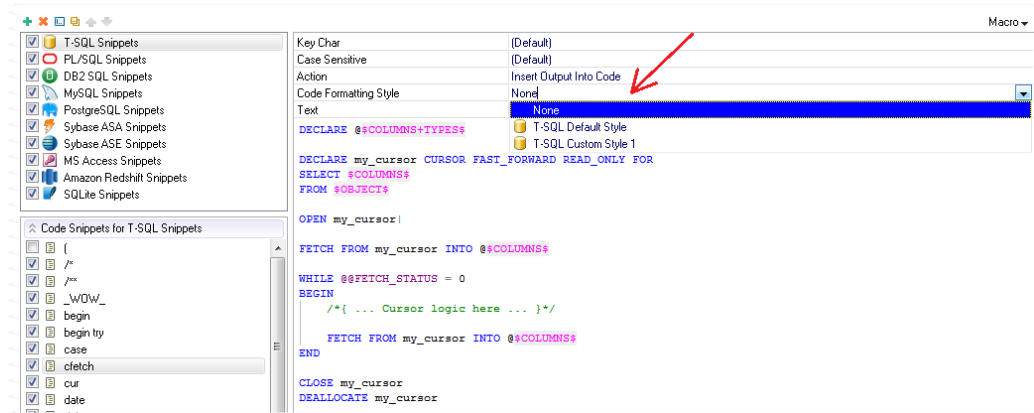 Macro
T-SQL Snippets
PL/SQL Snippets
DB2 SQL Snippets
MySQL Snippets
PostgreSQL Snippets
Sybase ASA Snippets
Sybase ASE Snippets
MS Access Snippets
Amazon Redshift Snippets
SQLite Snippets
Code Snippets for T-SQL Snippets
(
/*
/**
_WOW_
begin
begin try
case
cfetch
cur
date
Key Char (Default)
Case Sensitive (Default)
Action Insert Output Into Code
Code Formatting Style None
Text
None
T-SQL Default Style
T-SQL Custom Style 1
DECLARE @$COLUMNS+TYPES$
DECLARE my_cursor CURSOR FAST_FORWARD READ_ONLY FOR
SELECT $COLUMNS$
FROM $OBJECT$
OPEN my_cursor|
FETCH FROM my_cursor INTO @$COLUMNS$
WHILE @@FETCH_STATUS = 0
BEGIN
/*{ ... Cursor logic here ... }*/
FETCH FROM my_cursor INTO @$COLUMNS$
END
CLOSE my_cursor
DEALLOCATE my_cursor